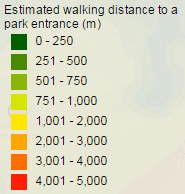 Estimated walking distance to a
park entrance (m)
0 - 250
251 - 500
501 - 750
751 - 1,000
1,001 - 2,000
2,001 - 3,000
3,001 - 4,000
4,001 - 5,000